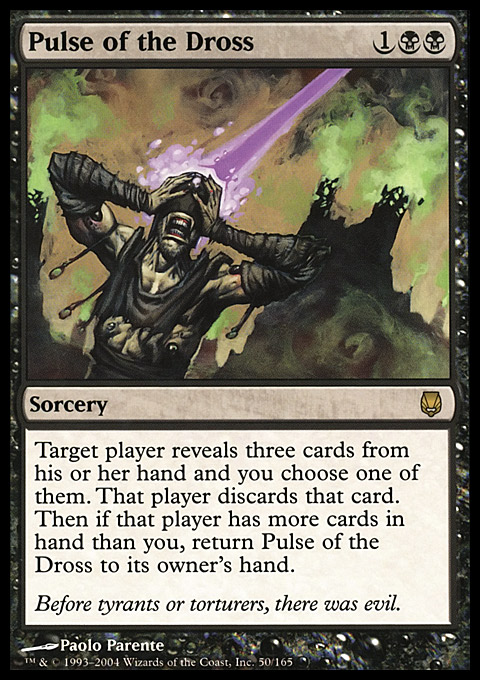 Pulse of the Dross 1
Sorcery
Target player reveals three cards from
his or her hand and you choose one of
them. That player discards that card.
Then if that player has more cards in
hand than you, return Pulse of the
Dross to its owner's hand.
Before tyrants or torturers, there was evil.
Paolo Parente
™ & © 1993–2004 Wizards of the Coast, Inc. 50/165